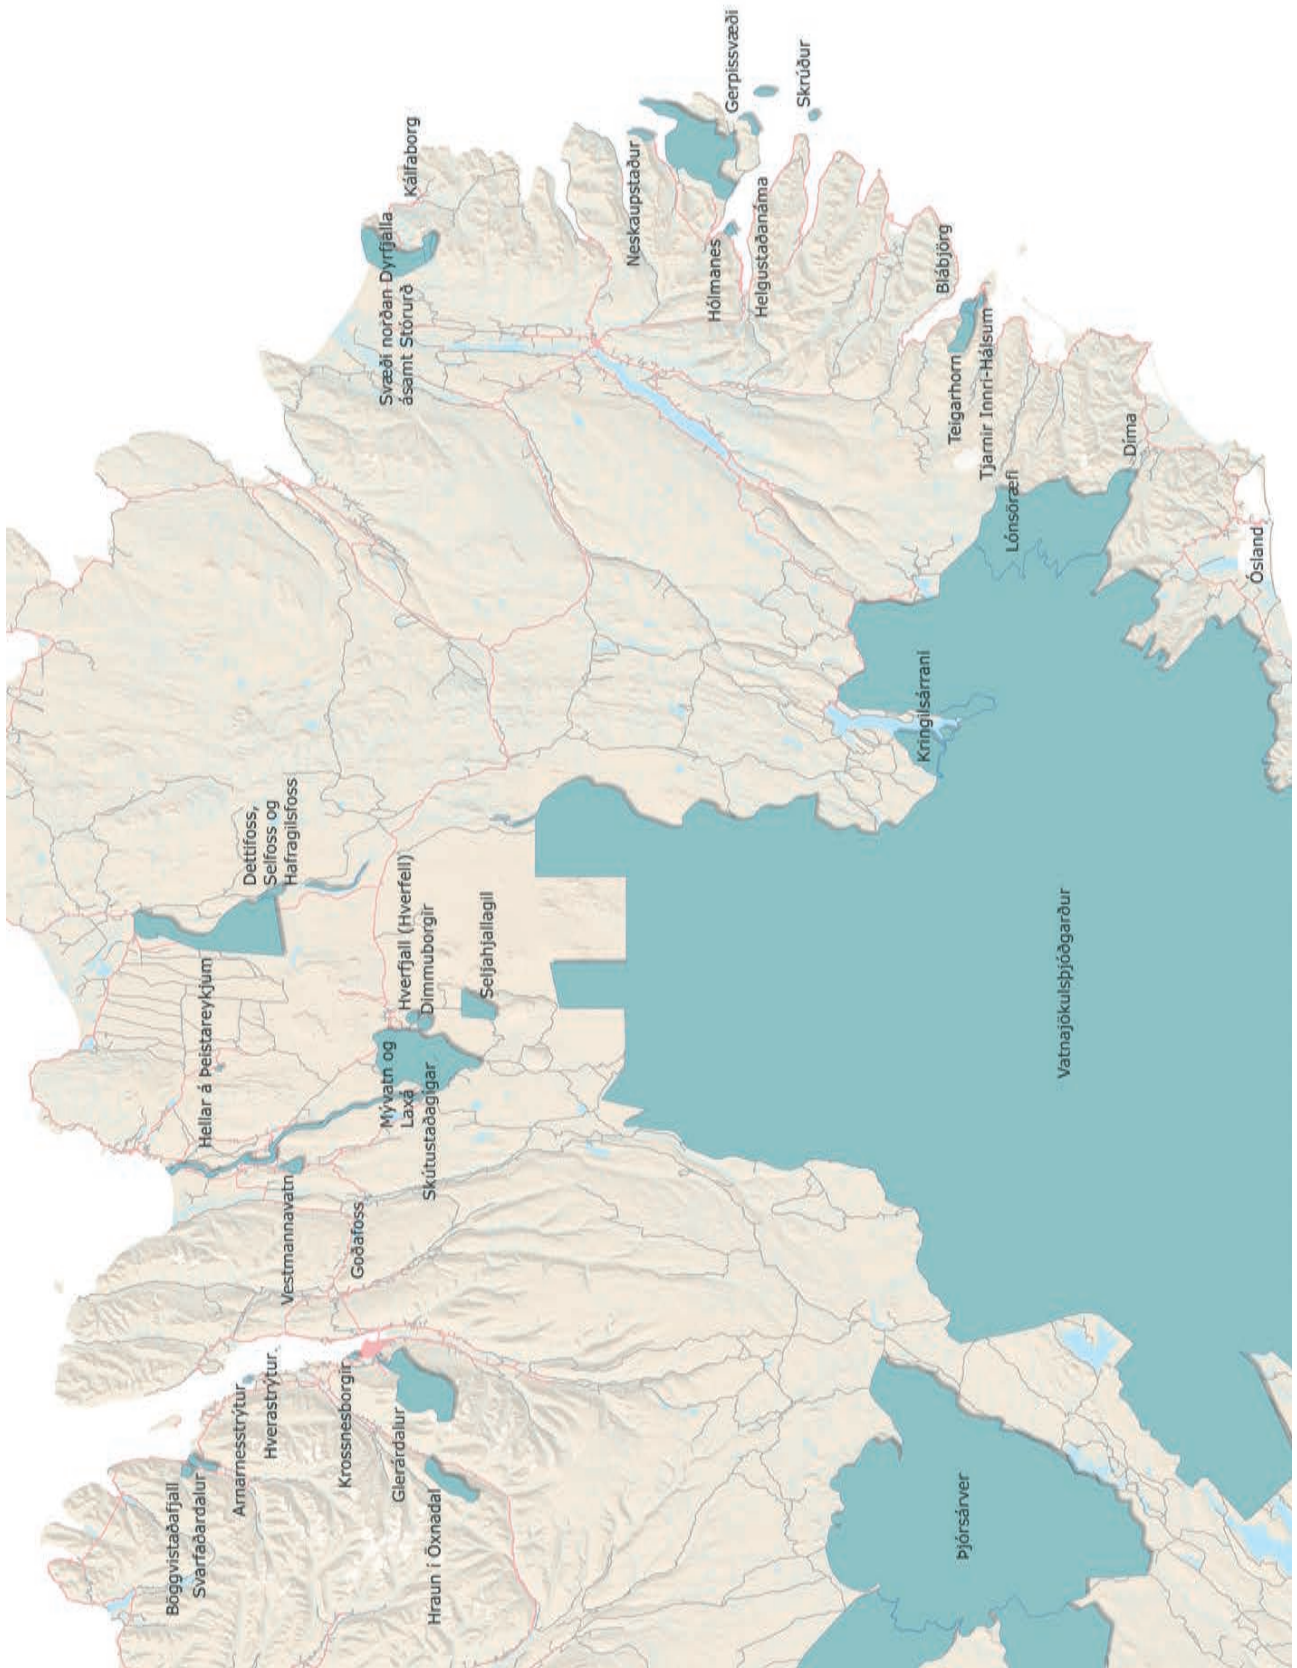 Böggvistaðafjall
Svarfaðardalur
Hellar á Þeistareykjum
Arnarnesstrýtur
Dettifoss,
Selfoss og
Hafragilsfoss
Hverastrýtur
Vestmannavatn
Krossnesborgir
Goðafoss
Mývatn og
Laxá
Svæði norðan Dyrfjalla
ásamt Stórurð
Glerárdalur
Hverfjall (Hverfell)
Kálfaborg
Dimmuborgir
Skútustaðagígar
Hraun í Öxnadal
Seljahjallagil
Neskaupstaður
Hólmanes
Gerpissvæði
Helgustaðanáma
Skrúður
Kringilsárrani
Blábjörg
Teigarhorn
Þjórsárver
Tjarnir Innri-Hálsum
Lónsöræfi
Vatnajökulsþjóðgarður
Díma
Ósland